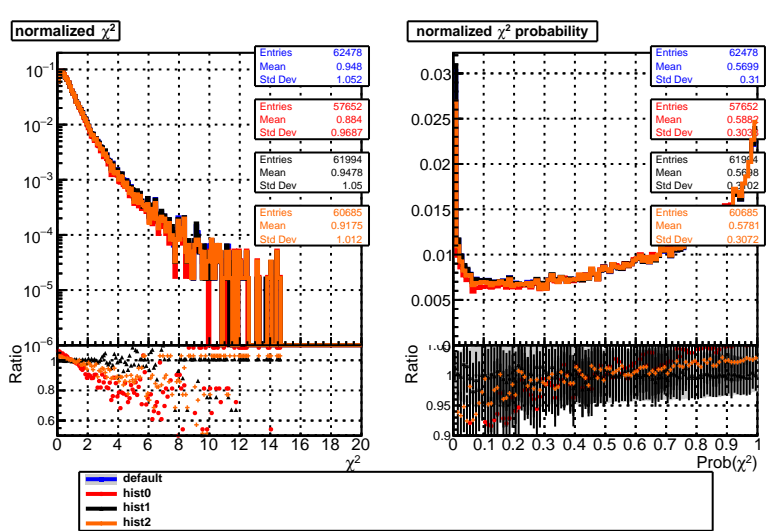 normalized χ²
Entries 62478
Mean 0.948
Std Dev 1.052
Entries 57652
Mean 0.884
Std Dev 0.9687
Entries 61994
Mean 0.9478
Std Dev 1.05
Entries 60685
Mean 0.9175
Std Dev 1.012
10⁻¹
10⁻²
10⁻³
10⁻⁴
10⁻⁵
10⁻⁶
Ratio
1
0.8
0.6
0 2 4 6 8 10 12 14 16 18 20
χ²
normalized χ² probability
Entries 62478
Mean 0.5699
Std Dev 0.31
Entries 57652
Mean
Std Dev
Entries
Mean
Std Dev
Entries 60685
Mean 0.5781
Std Dev 0.3072
0.03
0.025
0.02
0.015
0.01
0.005
Ratio
1
0.95
0.9
0 0.1 0.2 0.3 0.4 0.5 0.6 0.7 0.8 0.9 1
Prob(χ²)
default
hist0
hist1
hist2